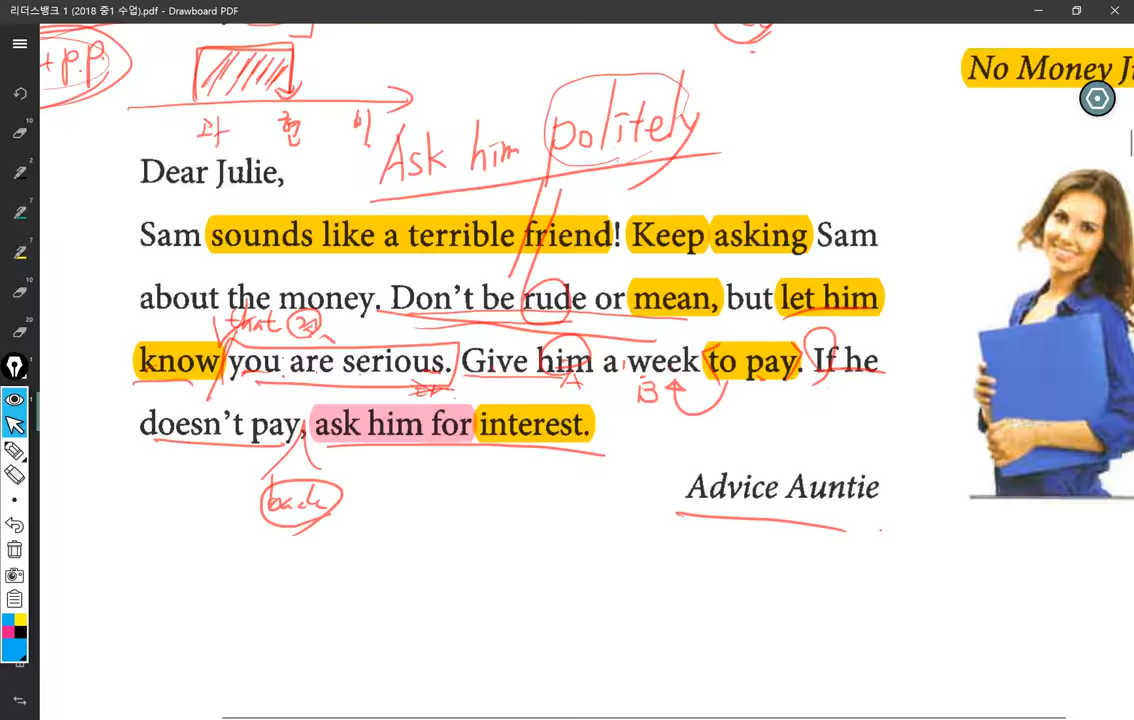 리더스뱅크 1 (2018 중1 수업).pdf - Drawboard PDF
+ p.p.
No Money J
과 현 미
Ask him politely
Dear Julie,
Sam sounds like a terrible friend! Keep asking Sam
about the money. Don't be rude or mean, but let him
that
know you are serious. Give him a week to pay. If he
A
B
doesn't pay, ask him for interest.
back
Advice Auntie